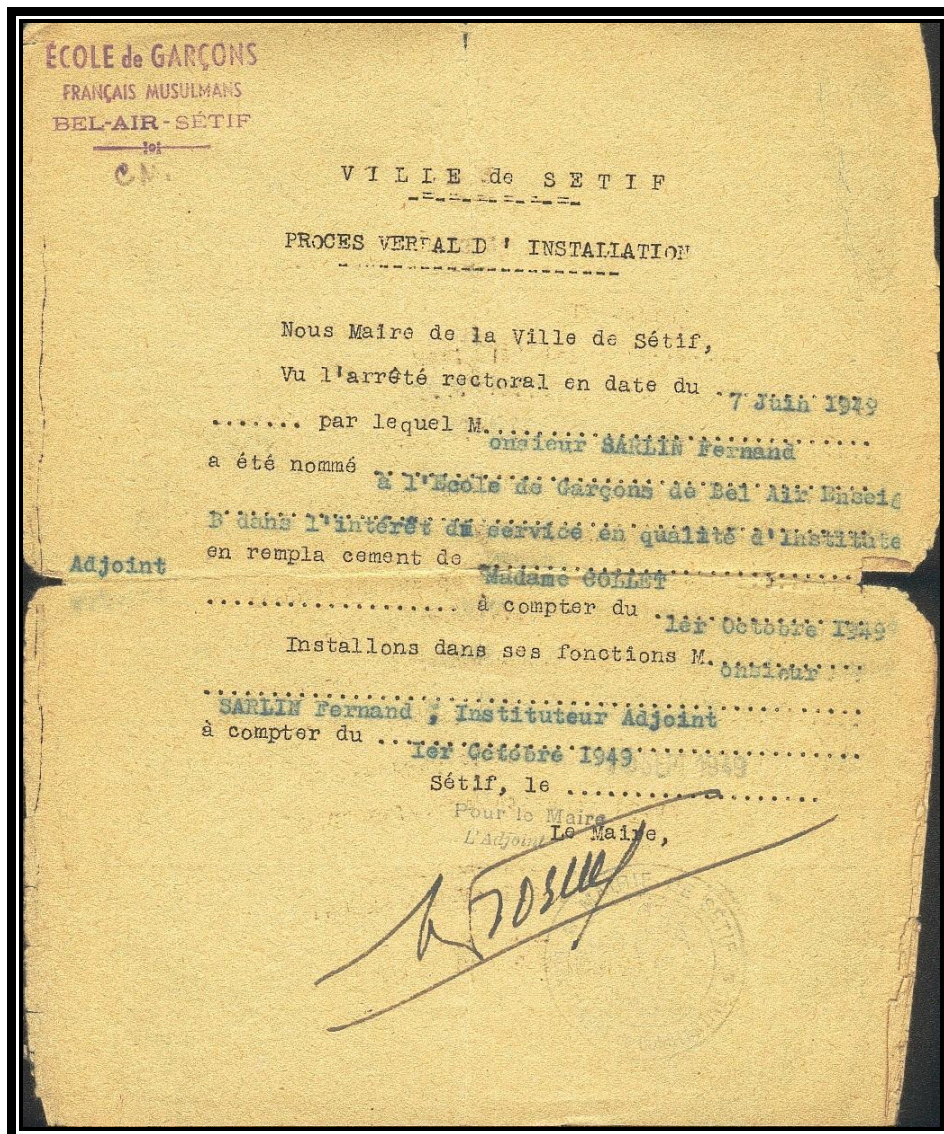 ÉCOLE de GARÇONS
FRANÇAIS MUSULMANS
BEL-AIR-SÉTIF
C.N.
VILLE de SETIF
PROCES VERBAL D' INSTALLATION
Nous Maire de la Ville de Sétif,
Vu l'arrêté rectoral en date du 7 Juin 1949
....... par lequel M.onsieur SARLIN Fernand
a été nommé à l'Ecole de Garçons de Bel Air Enseig
B dans l'intérêt du service en qualité d'Institute
Adjoint
en rempla cement de Madame COLLET
................... à compter du 1er Octobre 1949
Installons dans ses fonctions M.onsieur
SARLIN Fernand , Instituteur Adjoint
à compter du 1er Octobre 1949
Sétif, le ....................
1949
Pour le Maire
L'Adjoint
Le Maire,
MAIRIE DE SÉTIF